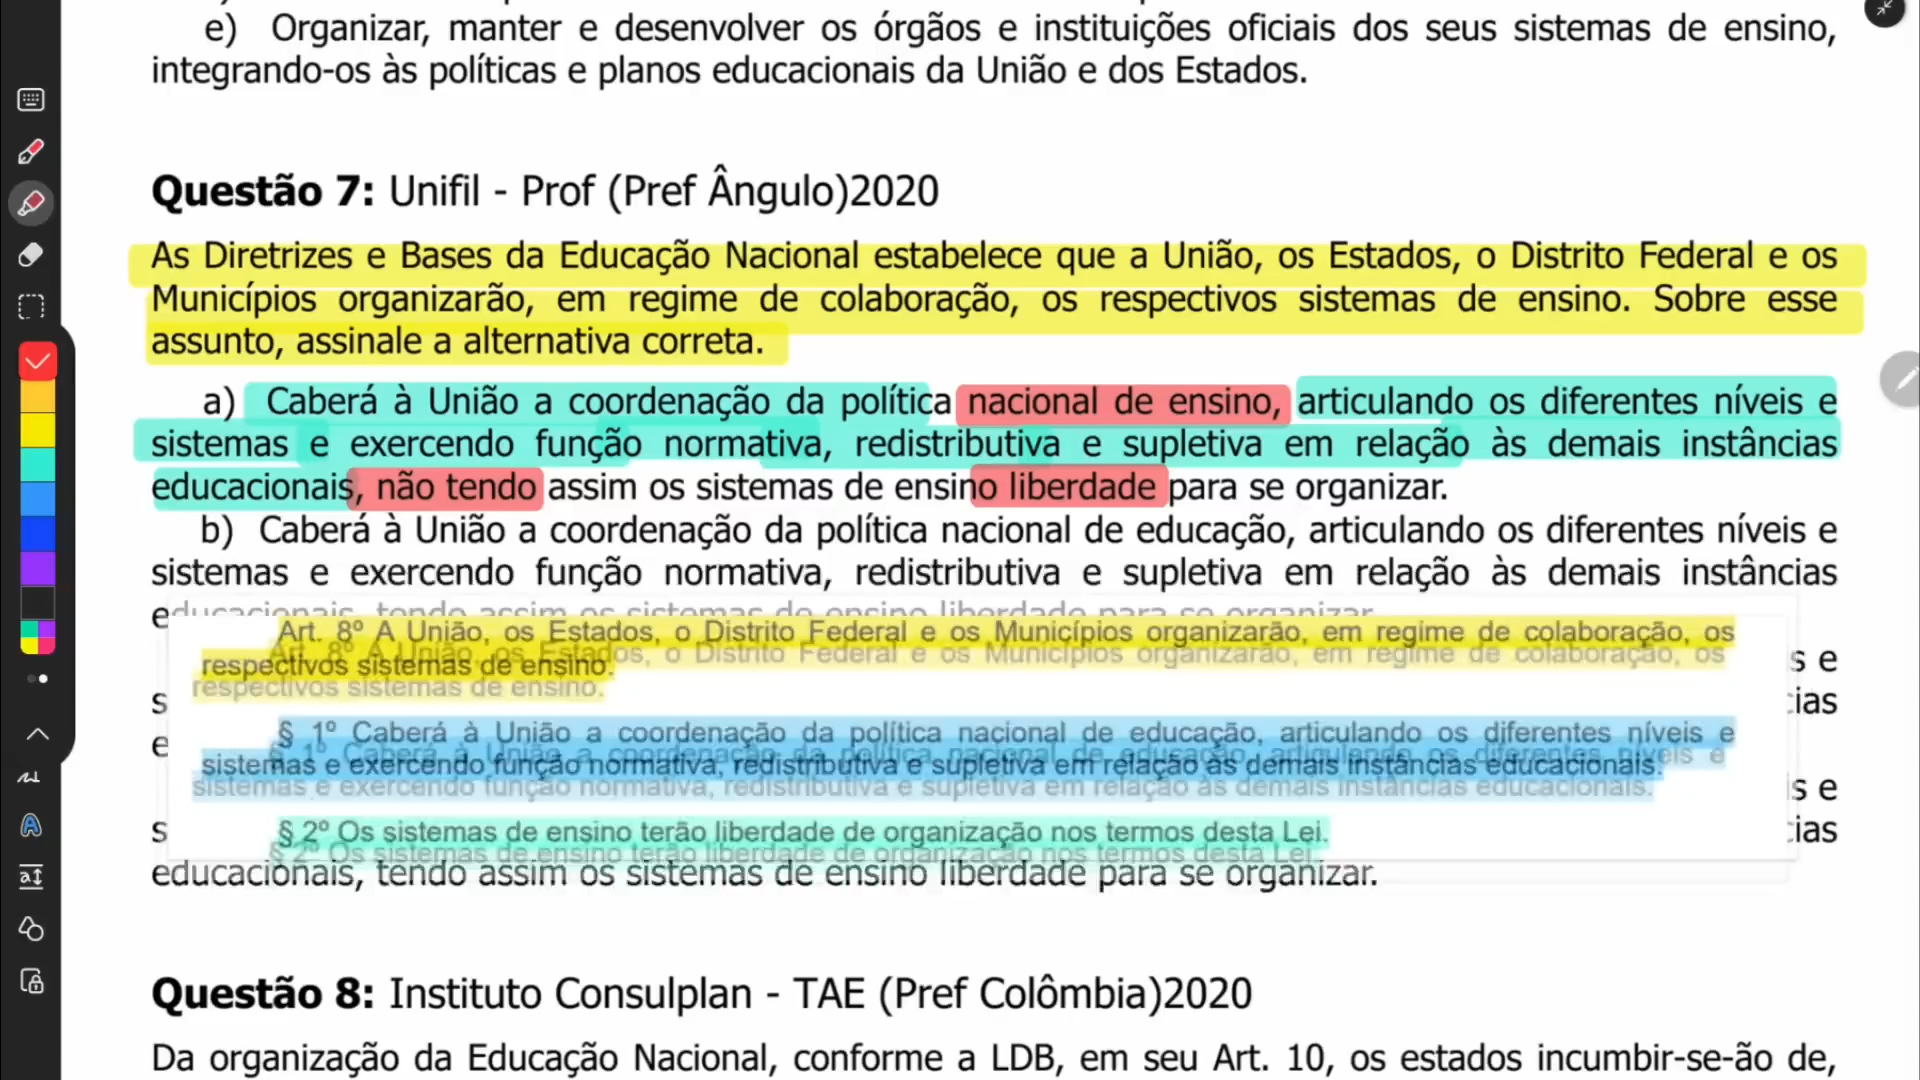 e) Organizar, manter e desenvolver os órgãos e instituições oficiais dos seus sistemas de ensino,
integrando-os às políticas e planos educacionais da União e dos Estados.
Questão 7: Unifil - Prof (Pref Ângulo)2020
As Diretrizes e Bases da Educação Nacional estabelece que a União, os Estados, o Distrito Federal e os
Municípios organizarão, em regime de colaboração, os respectivos sistemas de ensino. Sobre esse
assunto, assinale a alternativa correta.
a) Caberá à União a coordenação da política nacional de ensino, articulando os diferentes níveis e
sistemas e exercendo função normativa, redistributiva e supletiva em relação às demais instâncias
educacionais, não tendo assim os sistemas de ensino liberdade para se organizar.
b) Caberá à União a coordenação da política nacional de educação, articulando os diferentes níveis e
sistemas e exercendo função normativa, redistributiva e supletiva em relação às demais instâncias
educacionais, tendo assim os sistemas de ensino liberdade para se organizar.
Art. 8º A União, os Estados, o Distrito Federal e os Municípios organizarão, em regime de colaboração, os
respectivos sistemas de ensino.
§ 1º Caberá à União a coordenação da política nacional de educação, articulando os diferentes níveis e
sistemas e exercendo função normativa, redistributiva e supletiva em relação às demais instâncias educacionais.
§ 2º Os sistemas de ensino terão liberdade de organização nos termos desta Lei.
educacionais, tendo assim os sistemas de ensino liberdade para se organizar.
Questão 8: Instituto Consulplan - TAE (Pref Colômbia)2020
Da organização da Educação Nacional, conforme a LDB, em seu Art. 10, os estados incumbir-se-ão de,